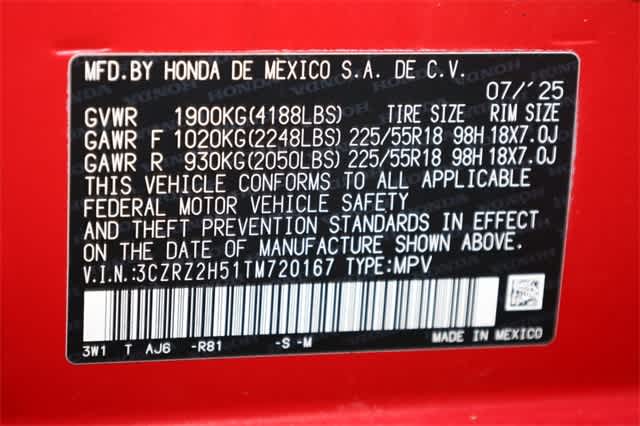 MFD.BY HONDA DE MEXICO S.A. DE C.V.
07/'25
GVWR 1900KG(4188LBS) TIRE SIZE RIM SIZE
GAWR F 1020KG(2248LBS) 225/55R18 98H 18X7.0J
GAWR R 930KG(2050LBS) 225/55R18 98H 18X7.0J
THIS VEHICLE CONFORMS TO ALL APPLICABLE
FEDERAL MOTOR VEHICLE SAFETY
AND THEFT PREVENTION STANDARDS IN EFFECT
ON THE DATE OF MANUFACTURE SHOWN ABOVE.
V.I.N.:3CZRZ2H51TM720167 TYPE:MPV
3W1 T AJ6 -R81 -S -M MADE IN MEXICO